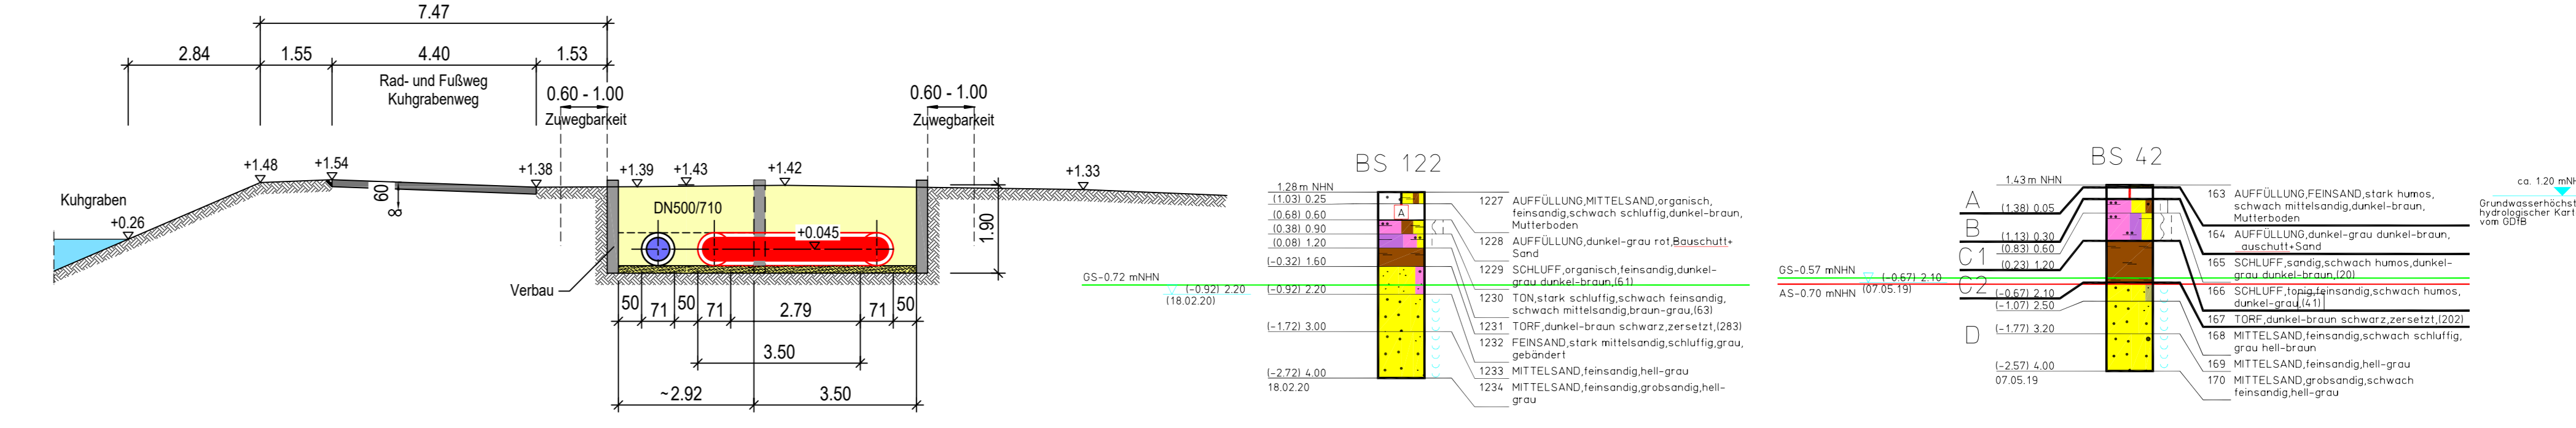 7.47
2.84
1.55
4.40
1.53
Rad- und Fußweg
Kuhgrabenweg
0.60 - 1.00
Zuwegbarkeit
0.60 - 1.00
Zuwegbarkeit
+1.48
+1.54
+1.38
+1.39
+1.43
+1.42
+1.33
Kuhgraben
+0.26
60
8
DN500/710
+0.045
1.90
Verbau
50
71
50
71
2.79
71
50
3.50
~2.92
3.50
BS 122
1.28 m NHN
(1.03) 0.25
(0.68) 0.60
(0.38) 0.90
(0.08) 1.20
(-0.32) 1.60
GS-0.72 mNHN
(-0.92) 2.20
(18.02.20)
(-0.92) 2.20
(-1.72) 3.00
(-2.72) 4.00
18.02.20
A
1227 AUFFÜLLUNG,MITTELSAND,organisch,
feinsandig,schwach schluffig,dunkel-braun,
Mutterboden
1228 AUFFÜLLUNG,dunkel-grau rot,Bauschutt+
Sand
1229 SCHLUFF,organisch,feinsandig,dunkel-
grau dunkel-braun,(61)
1230 TON,stark schluffig,schwach feinsandig,
schwach mittelsandig,braun-grau,(63)
1231 TORF,dunkel-braun schwarz,zersetzt,(283)
1232 FEINSAND,stark mittelsandig,schluffig,grau,
gebändert
1233 MITTELSAND,feinsandig,hell-grau
1234 MITTELSAND,feinsandig,grobsandig,hell-
grau
BS 42
1.43 m NHN
A
(1.38) 0.05
B
(1.13) 0.30
(0.83) 0.60
C1
(0.23) 1.20
GS-0.57 mNHN
(-0.67) 2.10
(07.05.19)
AS-0.70 mNHN
C2
(-0.67) 2.10
(-1.07) 2.50
D
(-1.77) 3.20
(-2.57) 4.00
07.05.19
163 AUFFÜLLUNG,FEINSAND,stark humos,
schwach mittelsandig,dunkel-braun,
Mutterboden
164 AUFFÜLLUNG,dunkel-grau dunkel-braun,
auschutt+Sand
165 SCHLUFF,sandig,schwach humos,dunkel-
grau dunkel-braun,(20)
166 SCHLUFF,tonig,feinsandig,schwach humos,
dunkel-grau,(41)
167 TORF,dunkel-braun schwarz,zersetzt,(202)
168 MITTELSAND,feinsandig,schwach schluffig,
grau hell-braun
169 MITTELSAND,feinsandig,hell-grau
170 MITTELSAND,grobsandig,schwach
feinsandig,hell-grau
ca. 1.20 mNH
Grundwasserhöchst
hydrologischer Kart
vom GDfB